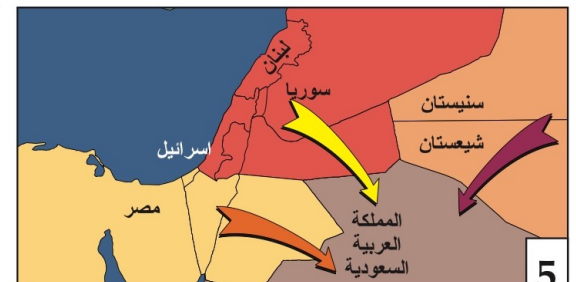 لبنان
سوريا
سنيستان
شيعستان
اسرائيل
مصر
المملكة
العربية
السعودية
5